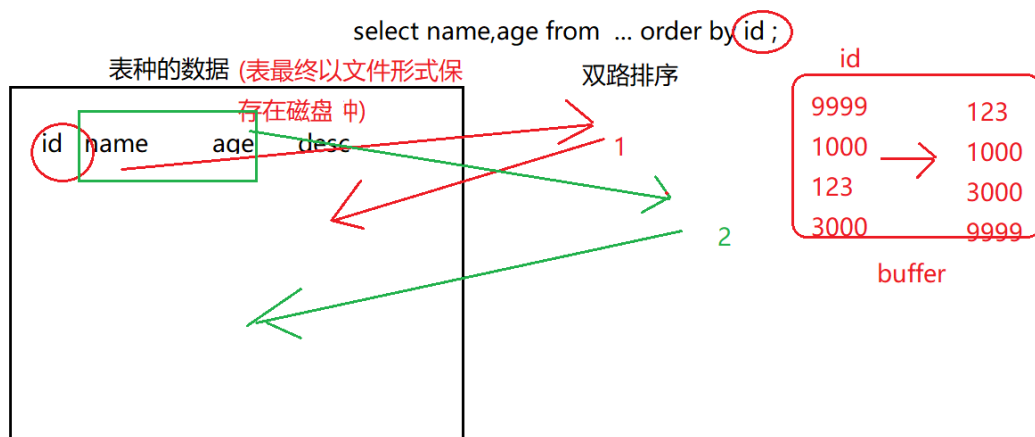 select name,age from ... order by id ;
表种的数据 (表最终以文件形式保
存在磁盘 中)
双路排序
id name age desc
1
2
id
9999 123
1000 1000
123 3000
3000 9999
buffer